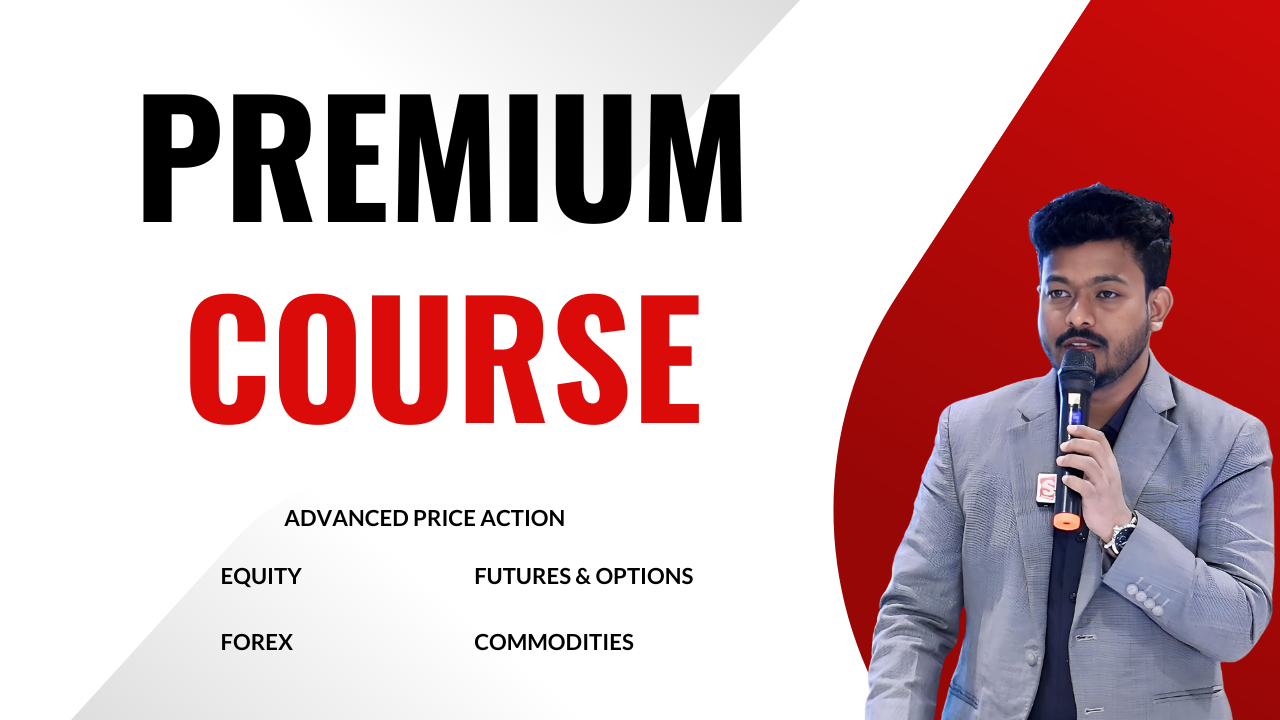 PREMIUM
COURSE
ADVANCED PRICE ACTION
EQUITY
FUTURES & OPTIONS
FOREX
COMMODITIES